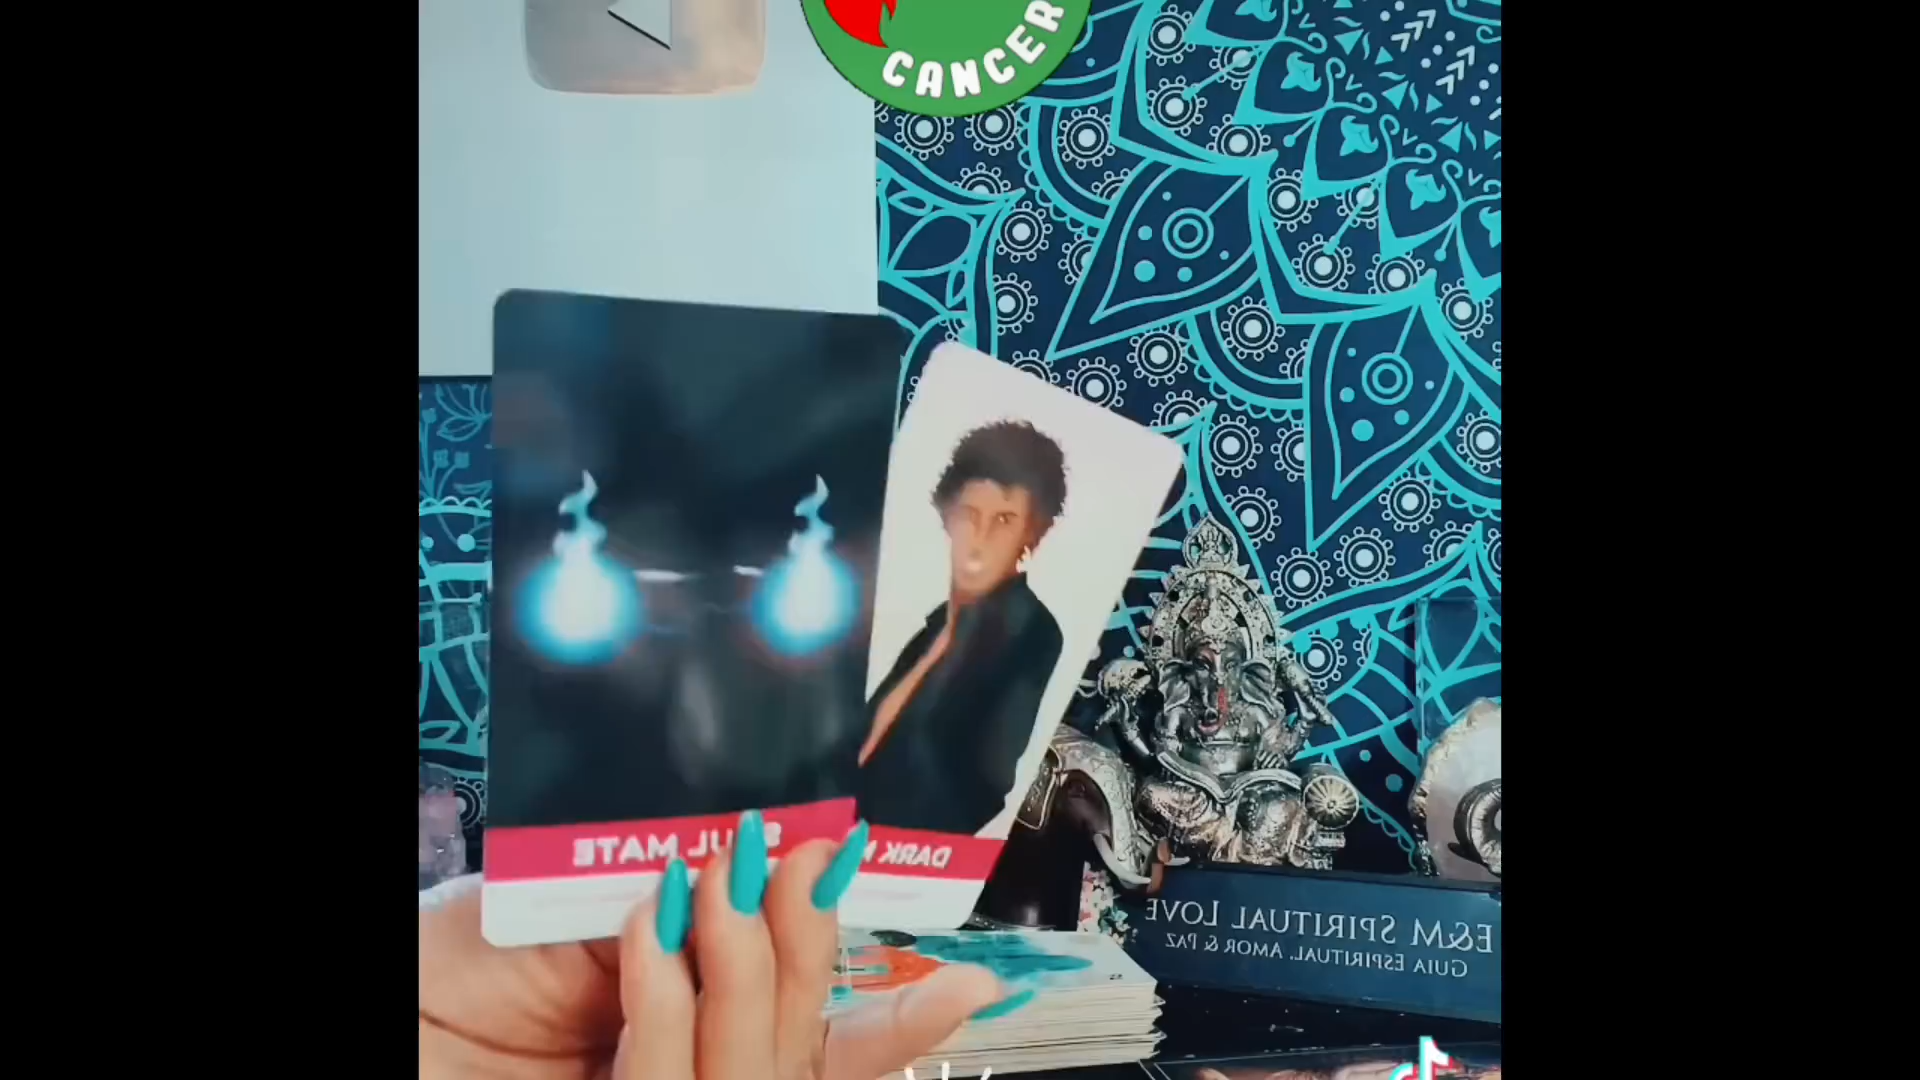 CANCER
SOUL MATE
DARK
E&M SPIRITUAL LOVE
GUIA ESPIRITUAL, AMOR & PAZ